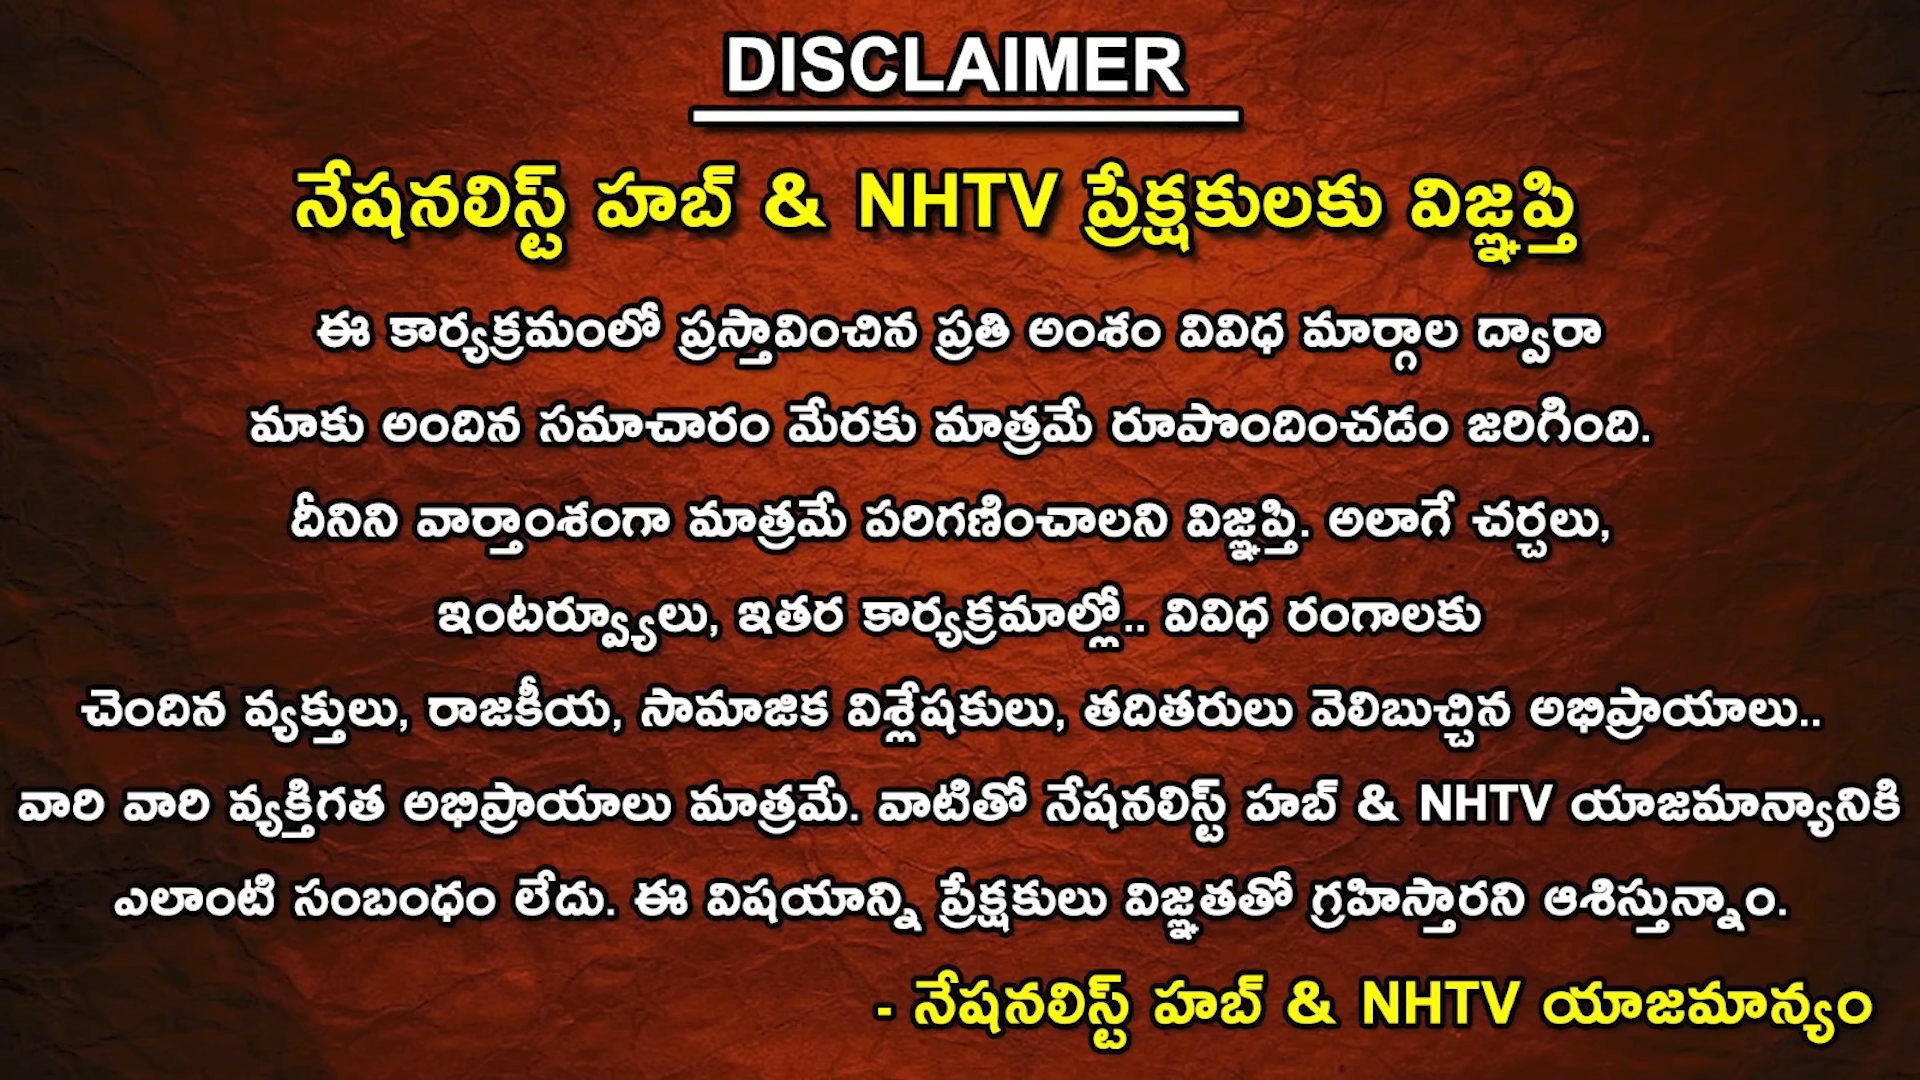 DISCLAIMER
నేషనలిస్ట్ హబ్ & NHTV ప్రేక్షకులకు విజ్ఞప్తి
ఈ కార్యక్రమంలో ప్రస్తావించిన ప్రతి అంశం వివిధ మార్గాల ద్వారా
మాకు అందిన సమాచారం మేరకు మాత్రమే రూపొందించడం జరిగింది.
దీనిని వార్తాంశంగా మాత్రమే పరిగణించాలని విజ్ఞప్తి. అలాగే చర్చలు,
ఇంటర్వ్యూలు, ఇతర కార్యక్రమాల్లో.. వివిధ రంగాలకు
చెందిన వ్యక్తులు, రాజకీయ, సామాజిక విశ్లేషకులు, తదితరులు వెలిబుచ్చిన అభిప్రాయాలు..
వారి వారి వ్యక్తిగత అభిప్రాయాలు మాత్రమే. వాటితో నేషనలిస్ట్ హబ్ & NHTV యాజమాన్యానికి
ఎలాంటి సంబంధం లేదు. ఈ విషయాన్ని ప్రేక్షకులు విజ్ఞతతో గ్రహిస్తారని ఆశిస్తున్నాం.
- నేషనలిస్ట్ హబ్ & NHTV యాజమాన్యం